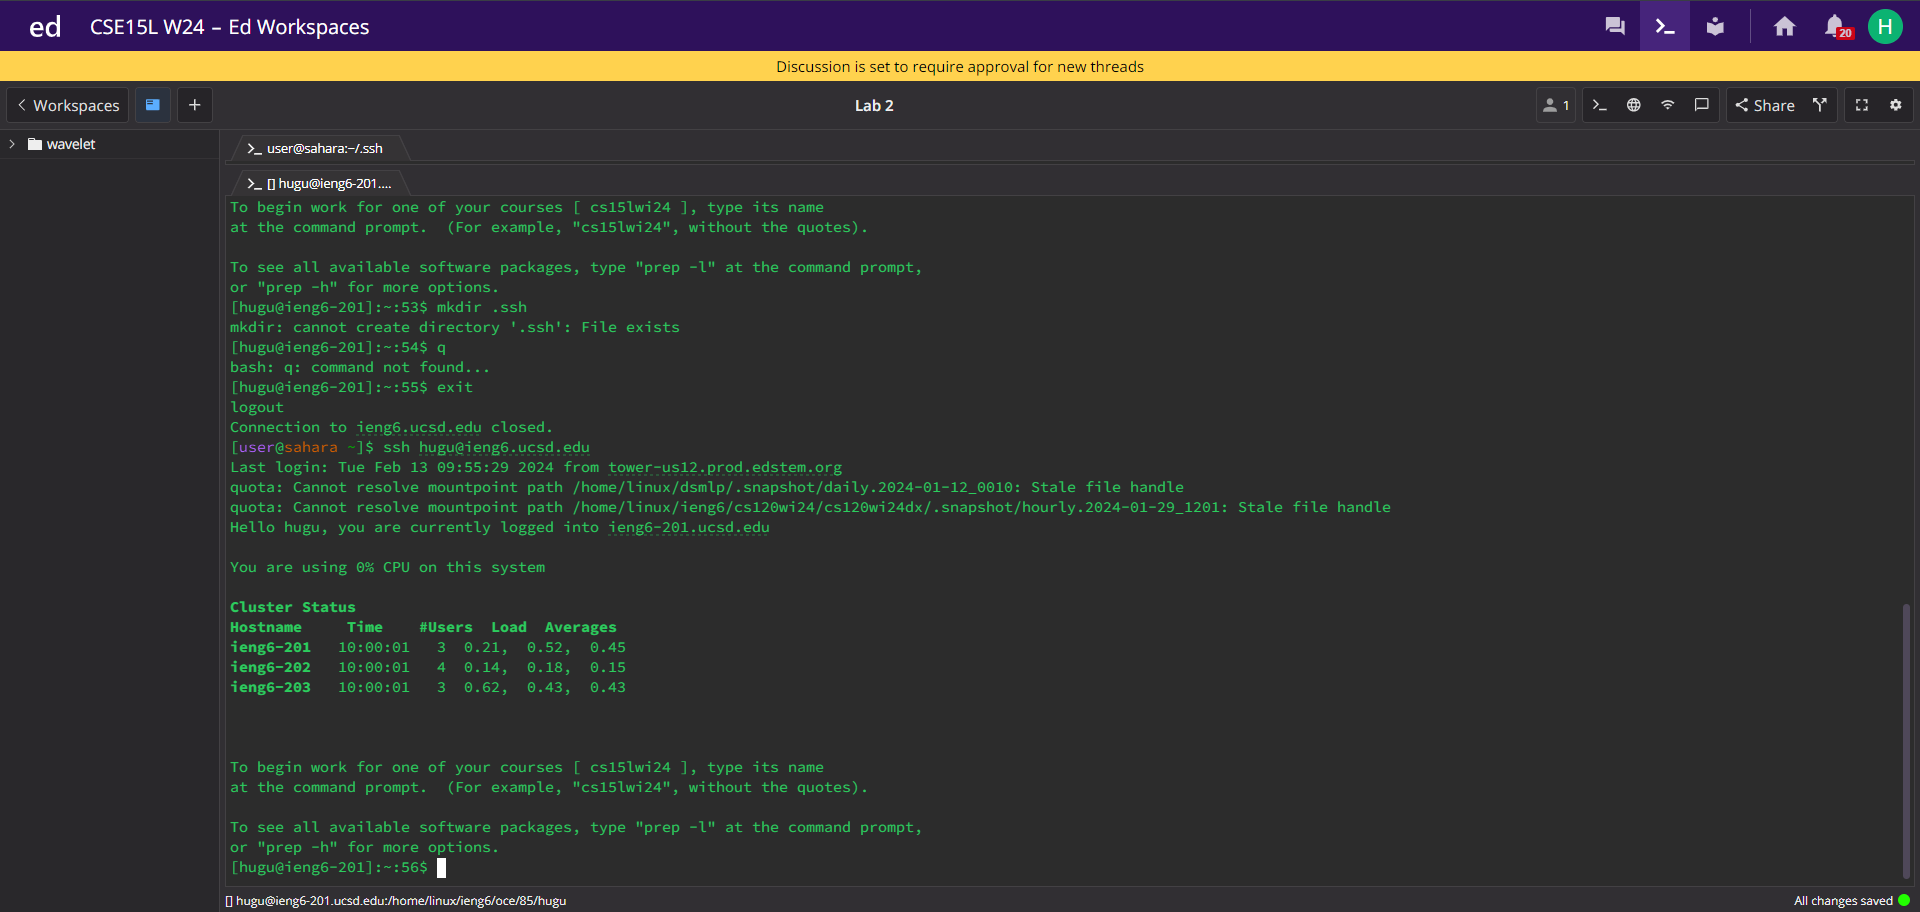 ed CSE15L W24 – Ed Workspaces 20 H
Discussion is set to require approval for new threads
Workspaces + Lab 2 1 Share
wavelet
user@sahara:~/.ssh
[] hugu@ieng6-201....
To begin work for one of your courses [ cs15lwi24 ], type its name
at the command prompt.  (For example, "cs15lwi24", without the quotes).
To see all available software packages, type "prep -l" at the command prompt,
or "prep -h" for more options.
[hugu@ieng6-201]:~:53$ mkdir .ssh
mkdir: cannot create directory '.ssh': File exists
[hugu@ieng6-201]:~:54$ q
bash: q: command not found...
[hugu@ieng6-201]:~:55$ exit
logout
Connection to ieng6.ucsd.edu closed.
[user@sahara ~]$ ssh hugu@ieng6.ucsd.edu
Last login: Tue Feb 13 09:55:29 2024 from tower-us12.prod.edstem.org
quota: Cannot resolve mountpoint path /home/linux/dsmlp/.snapshot/daily.2024-01-12_0010: Stale file handle
quota: Cannot resolve mountpoint path /home/linux/ieng6/cs120wi24/cs120wi24dx/.snapshot/hourly.2024-01-29_1201: Stale file handle
Hello hugu, you are currently logged into ieng6-201.ucsd.edu
You are using 0% CPU on this system
Cluster Status
Hostname     Time    #Users  Load  Averages
ieng6-201   10:00:01   3  0.21,  0.52,  0.45
ieng6-202   10:00:01   4  0.14,  0.18,  0.15
ieng6-203   10:00:01   3  0.62,  0.43,  0.43
To begin work for one of your courses [ cs15lwi24 ], type its name
at the command prompt.  (For example, "cs15lwi24", without the quotes).
To see all available software packages, type "prep -l" at the command prompt,
or "prep -h" for more options.
[hugu@ieng6-201]:~:56$
[] hugu@ieng6-201.ucsd.edu:/home/linux/ieng6/oce/85/hugu All changes saved